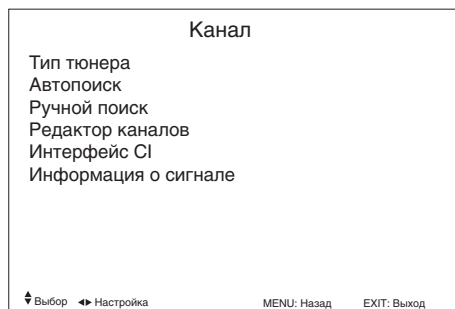 Канал
Тип тюнера
Автопоиск
Ручной поиск
Редактор каналов
Интерфейс CI
Информация о сигнале
Выбор Настройка MENU: Назад EXIT: Выход